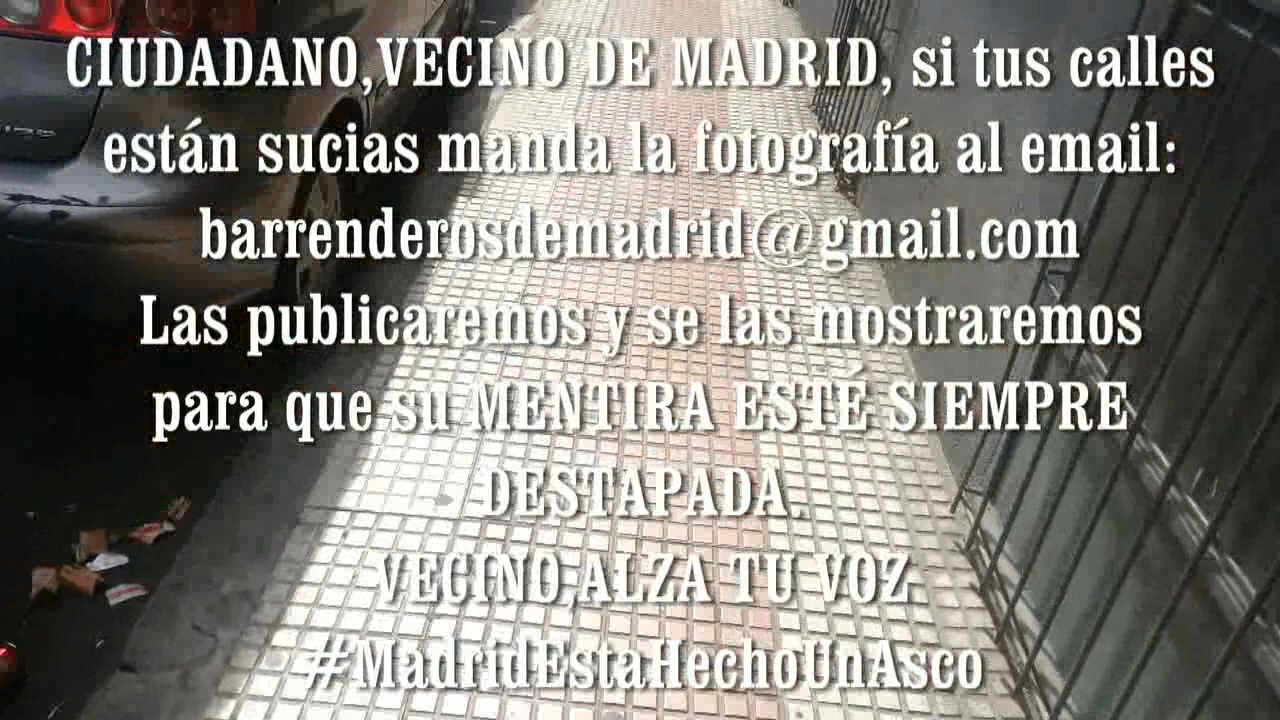 CIUDADANO,VECINO DE MADRID, si tus calles
están sucias manda la fotografía al email:
barrenderosdemadrid@gmail.com
Las publicaremos y se las mostraremos
para que su MENTIRA ESTÉ SIEMPRE
DESTAPADA.
VECINO,ALZA TU VOZ
#MadridEstaHechoUnAsco